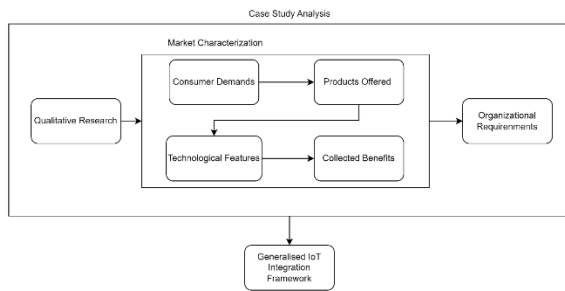 Case Study Analysis
Market Characterization
Consumer Demands
Products Offered
Qualitative Research
Organizational
Requirenments
Technological Features
Collected Benefits
Generalised IoT
Integration
Framework